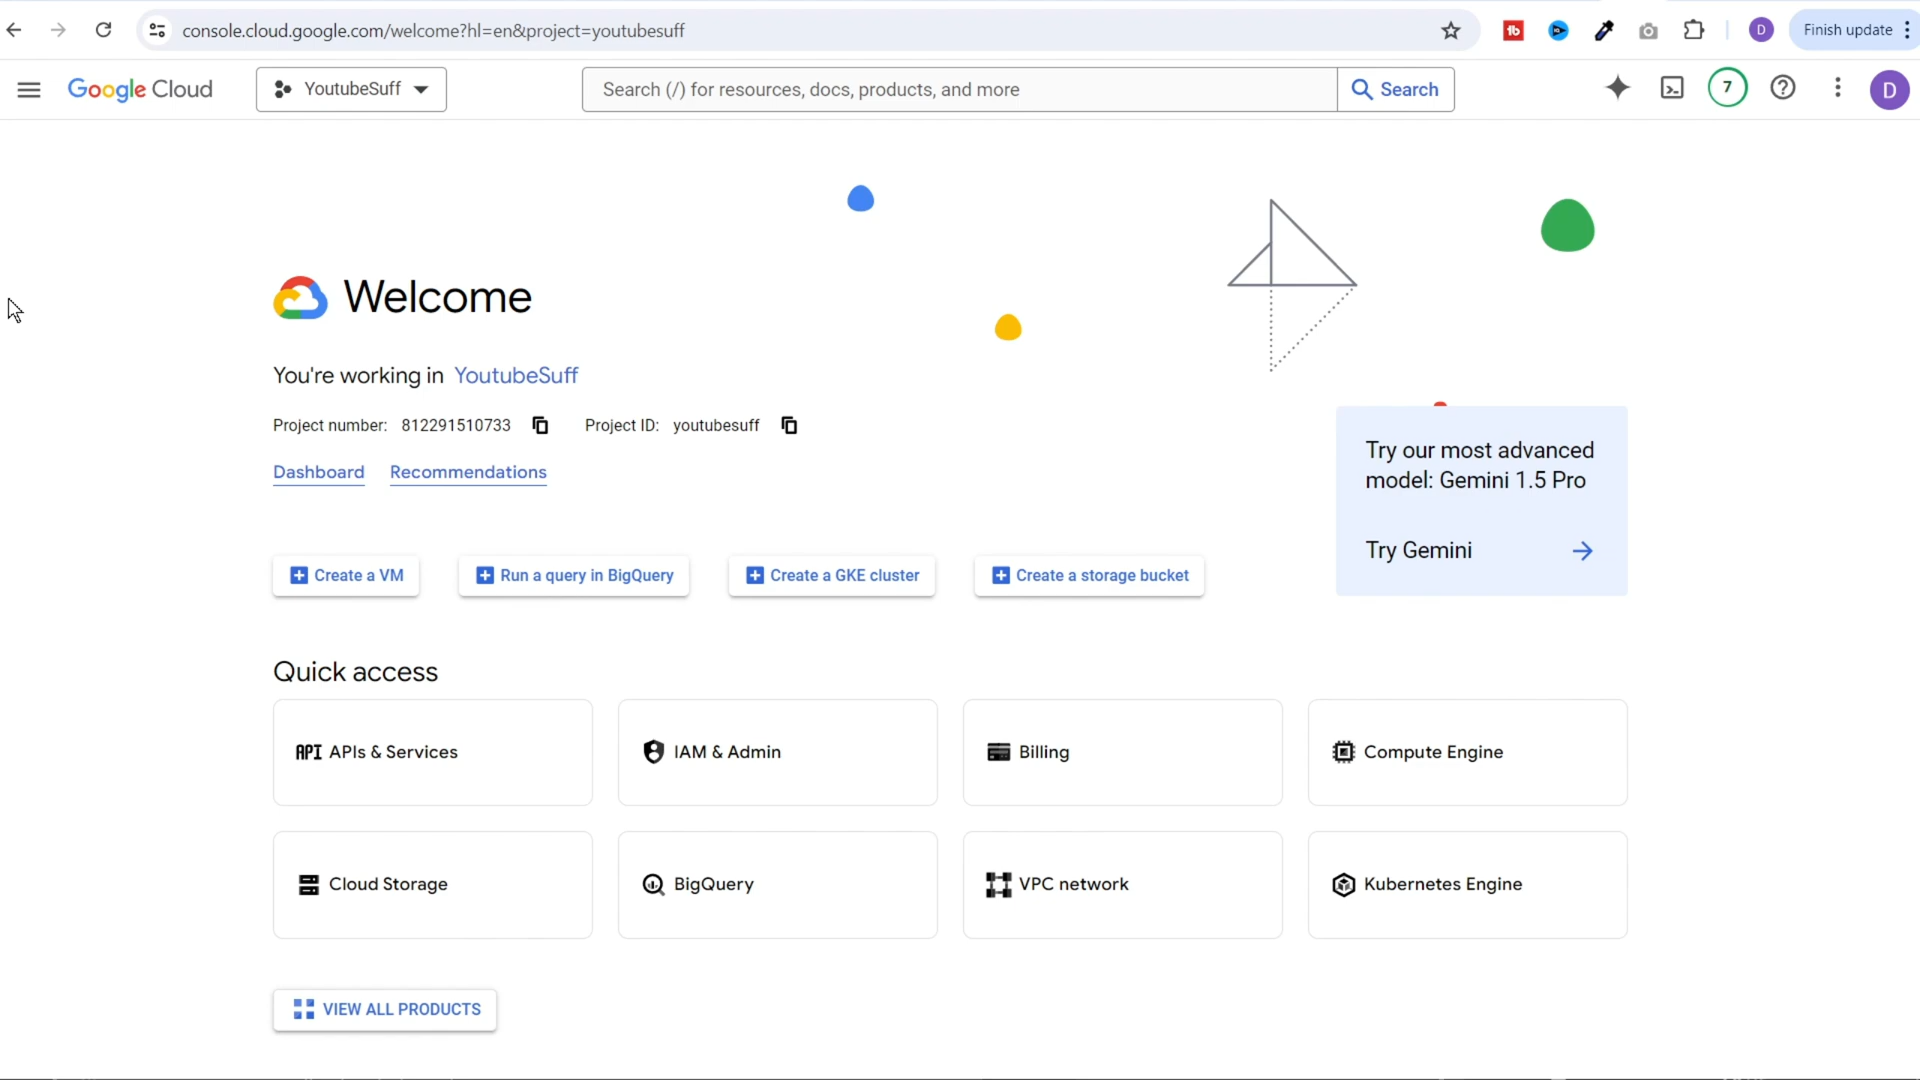 console.cloud.google.com/welcome?hl=en&project=youtubesuff
D
Finish update
Google Cloud
YoutubeSuff
Search (/) for resources, docs, products, and more
Search
7
D
Welcome
You're working in YoutubeSuff
Project number: 812291510733
Project ID: youtubesuff
Dashboard
Recommendations
Try our most advanced
model: Gemini 1.5 Pro
Try Gemini
Create a VM
Run a query in BigQuery
Create a GKE cluster
Create a storage bucket
Quick access
API APIs & Services
IAM & Admin
Billing
Compute Engine
Cloud Storage
BigQuery
VPC network
Kubernetes Engine
VIEW ALL PRODUCTS